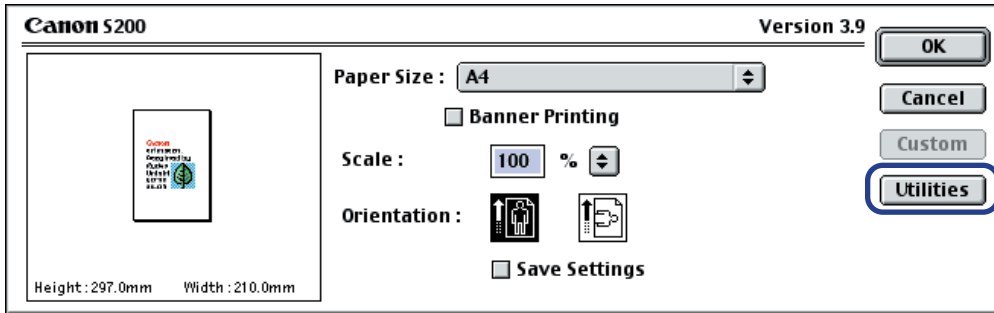 Canon S200
Version 3.9
OK
Paper Size : A4
Cancel
Banner Printing
Custom
Scale : 100 %
Utilities
Orientation :
Save Settings
Height:297.0mm Width:210.0mm